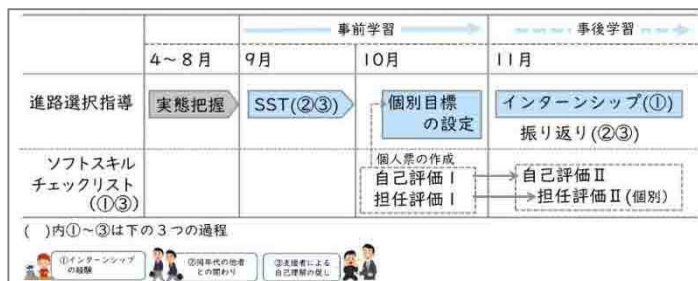 事前学習
事後学習
4～8月
9月
10月
11月
進路選択指導
実態把握
SST(②③)
個別目標
の設定
インターンシップ(①)
振り返り(②③)
ソフトスキル
チェックリスト
(①③)
個人票の作成
自己評価Ⅰ
担任評価Ⅰ
自己評価Ⅱ
担任評価Ⅱ(個別)
( )内①～③は下の3つの過程
①インターンシップ
の経験
②同年代の他者
との関わり
③支援者による
自己理解の促し